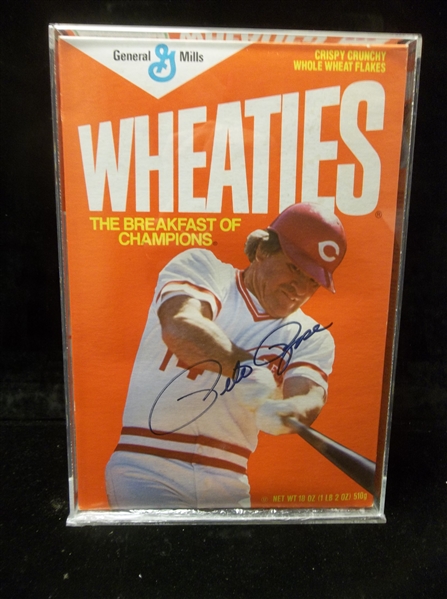 General G Mills
CRISPY CRUNCHY
WHOLE WHEAT FLAKES
WHEATIES®
THE BREAKFAST OF
CHAMPIONS®
C
14
Pete Rose
NET WT 18 OZ (1 LB 2 OZ) 510g